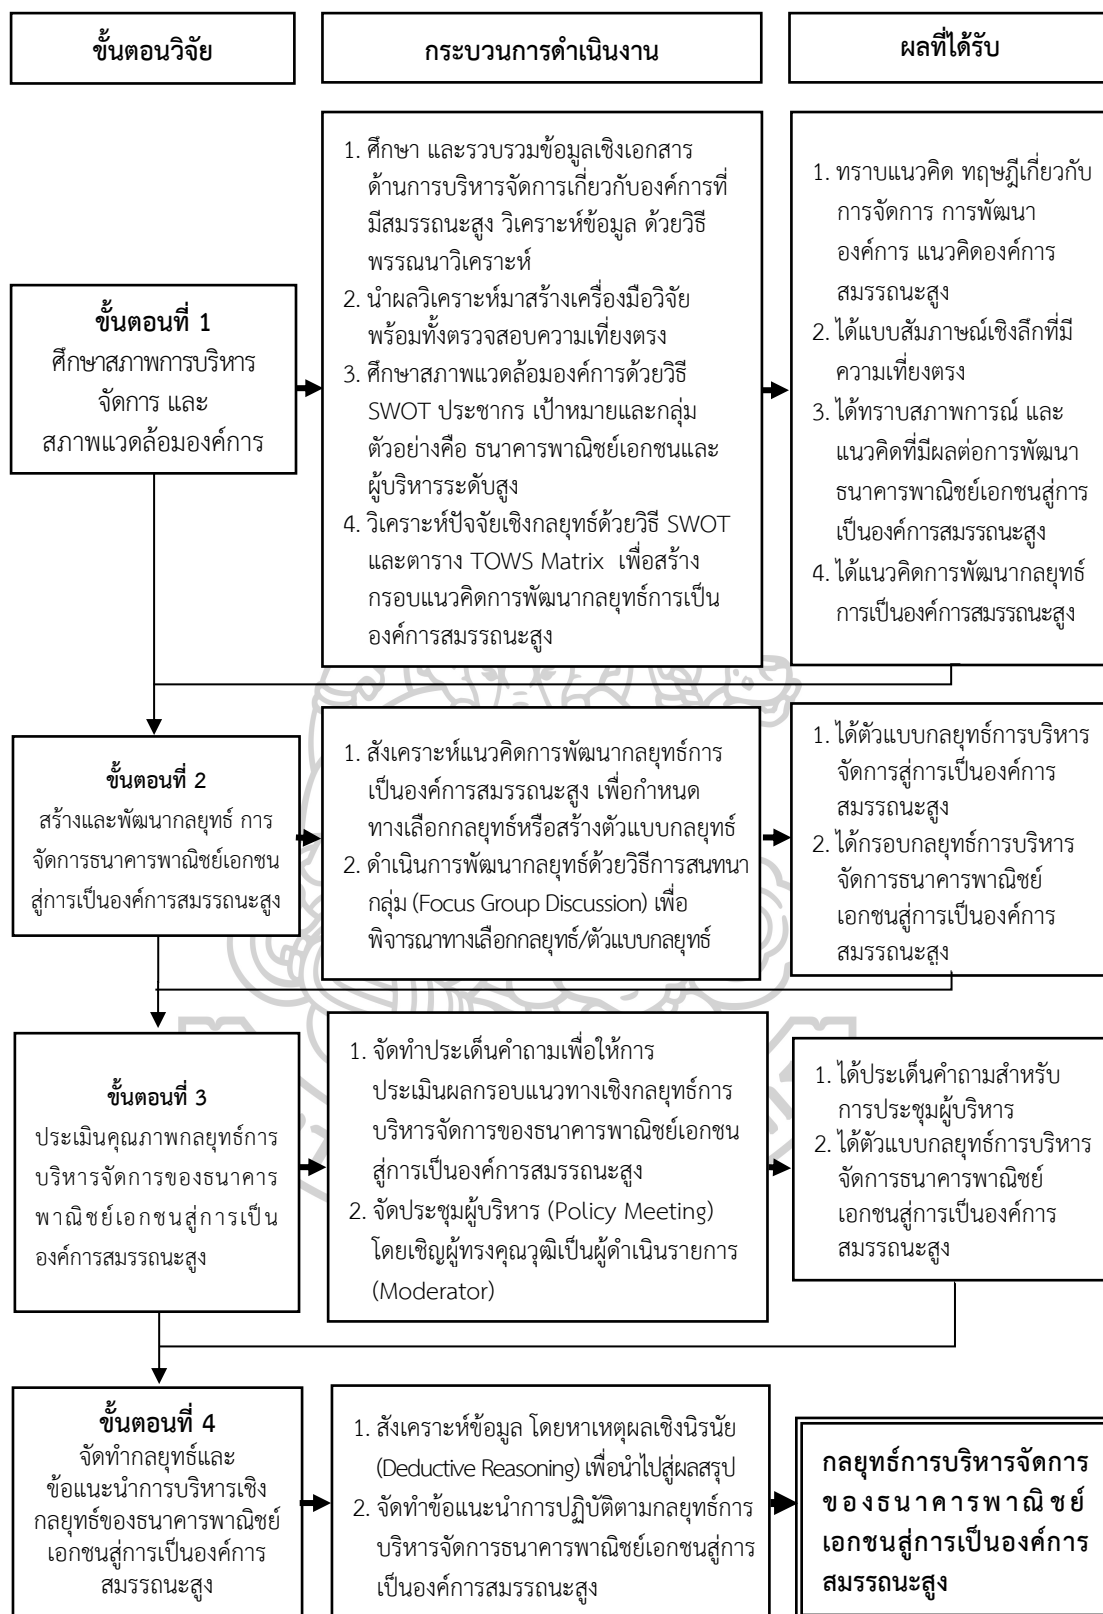 ขั้นตอนวิจัย
กระบวนการดำเนินงาน
ผลที่ได้รับ
ขั้นตอนที่ 1
ศึกษาสภาพการบริหาร
จัดการ และ
สภาพแวดล้อมองค์การ
1. ศึกษา และรวบรวมข้อมูลเชิงเอกสาร
ด้านการบริหารจัดการเกี่ยวกับองค์การที่
มีสมรรถนะสูง วิเคราะห์ข้อมูล ด้วยวิธี
พรรณนาวิเคราะห์
2. นำผลวิเคราะห์มาสร้างเครื่องมือวิจัย
พร้อมทั้งตรวจสอบความเที่ยงตรง
3. ศึกษาสภาพแวดล้อมองค์การด้วยวิธี
SWOT ประชากร เป้าหมายและกลุ่ม
ตัวอย่างคือ ธนาคารพาณิชย์เอกชนและ
ผู้บริหารระดับสูง
4. วิเคราะห์ปัจจัยเชิงกลยุทธ์ด้วยวิธี SWOT
และตาราง TOWS Matrix เพื่อสร้าง
กรอบแนวคิดการพัฒนากลยุทธ์การเป็น
องค์การสมรรถนะสูง
1. ทราบแนวคิด ทฤษฎีเกี่ยวกับ
การจัดการ การพัฒนา
องค์การ แนวคิดองค์การ
สมรรถนะสูง
2. ได้แบบสัมภาษณ์เชิงลึกที่มี
ความเที่ยงตรง
3. ได้ทราบสภาพการณ์ และ
แนวคิดที่มีผลต่อการพัฒนา
ธนาคารพาณิชย์เอกชนสู่การ
เป็นองค์การสมรรถนะสูง
4. ได้แนวคิดการพัฒนากลยุทธ์
การเป็นองค์การสมรรถนะสูง
ขั้นตอนที่ 2
สร้างและพัฒนากลยุทธ์ การ
จัดการธนาคารพาณิชย์เอกชน
สู่การเป็นองค์การสมรรถนะสูง
1. สังเคราะห์แนวคิดการพัฒนากลยุทธ์การ
เป็นองค์การสมรรถนะสูง เพื่อกำหนด
ทางเลือกกลยุทธ์หรือสร้างตัวแบบกลยุทธ์
2. ดำเนินการพัฒนากลยุทธ์ด้วยวิธีการสนทนา
กลุ่ม (Focus Group Discussion) เพื่อ
พิจารณาทางเลือกกลยุทธ์/ตัวแบบกลยุทธ์
1. ได้ตัวแบบกลยุทธ์การบริหาร
จัดการสู่การเป็นองค์การ
สมรรถนะสูง
2. ได้กรอบกลยุทธ์การบริหาร
จัดการธนาคารพาณิชย์
เอกชนสู่การเป็นองค์การ
สมรรถนะสูง
ขั้นตอนที่ 3
ประเมินคุณภาพกลยุทธ์การ
บริหารจัดการของธนาคาร
พาณิชย์เอกชนสู่การเป็น
องค์การสมรรถนะสูง
1. จัดทำประเด็นคำถามเพื่อให้การ
ประเมินผลกรอบแนวทางเชิงกลยุทธ์การ
บริหารจัดการของธนาคารพาณิชย์เอกชน
สู่การเป็นองค์การสมรรถนะสูง
2. จัดประชุมผู้บริหาร (Policy Meeting)
โดยเชิญผู้ทรงคุณวุฒิเป็นผู้ดำเนินรายการ
(Moderator)
1. ได้ประเด็นคำถามสำหรับ
การประชุมผู้บริหาร
2. ได้ตัวแบบกลยุทธ์การบริหาร
จัดการธนาคารพาณิชย์
เอกชนสู่การเป็นองค์การ
สมรรถนะสูง
ขั้นตอนที่ 4
จัดทำกลยุทธ์และ
ข้อแนะนำการบริหารเชิง
กลยุทธ์ของธนาคารพาณิชย์
เอกชนสู่การเป็นองค์การ
สมรรถนะสูง
1. สังเคราะห์ข้อมูล โดยหาเหตุผลเชิงนิรนัย
(Deductive Reasoning) เพื่อนำไปสู่ผลสรุป
2. จัดทำข้อแนะนำการปฏิบัติตามกลยุทธ์การ
บริหารจัดการธนาคารพาณิชย์เอกชนสู่การ
เป็นองค์การสมรรถนะสูง
กลยุทธ์การบริหารจัดการ
ของธนาคารพาณิชย์
เอกชนสู่การเป็นองค์การ
สมรรถนะสูง